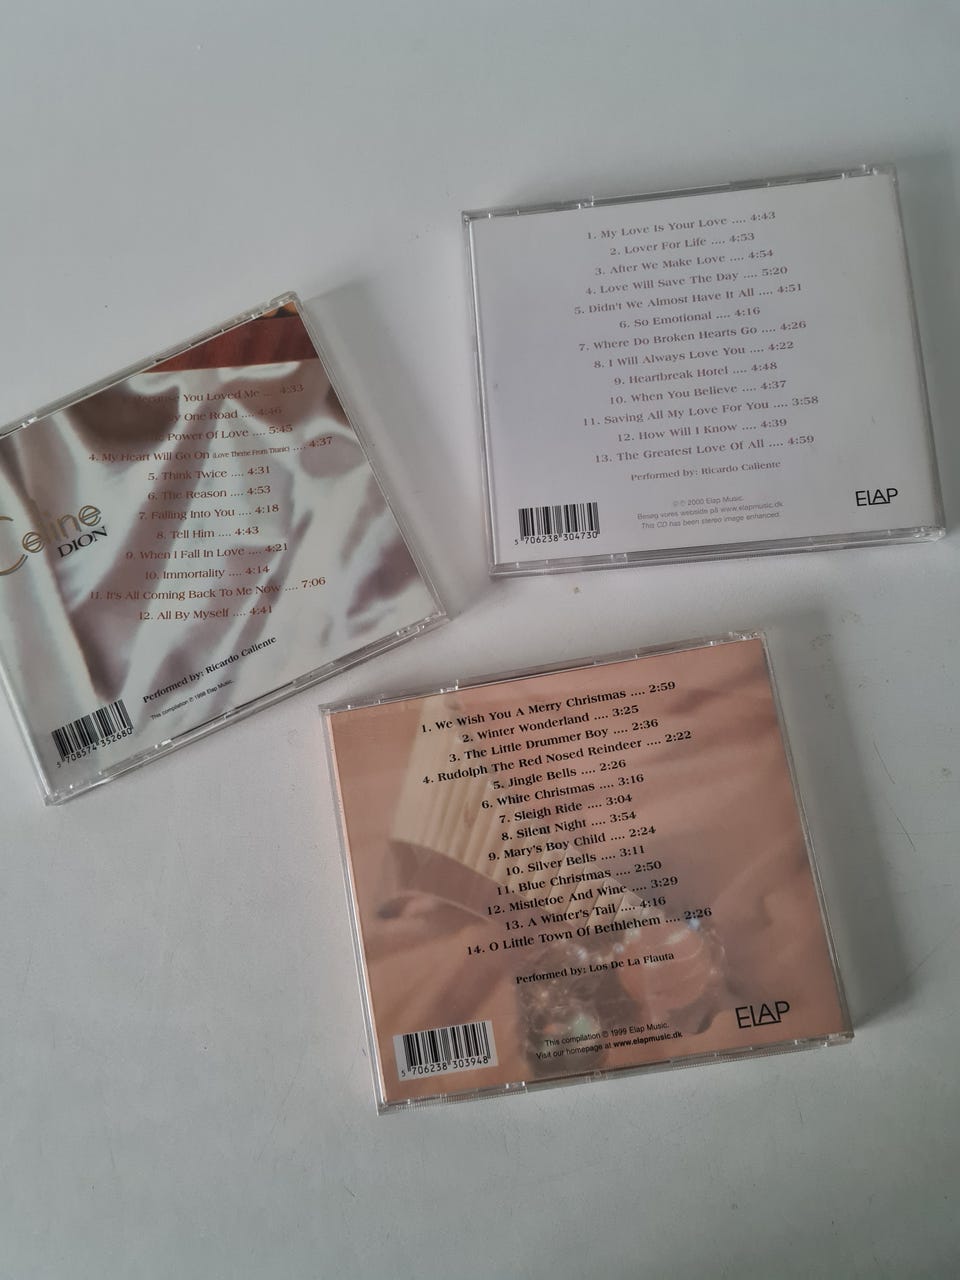 1. My Love Is Your Love .... 4:43
2. Lover For Life .... 4:53
3. After We Make Love .... 4:54
4. Love Will Save The Day .... 5:20
5. Didn't We Almost Have It All .... 4:51
6. So Emotional .... 4:16
7. Where Do Broken Hearts Go .... 4:26
8. I Will Always Love You .... 4:22
9. Heartbreak Hotel .... 4:48
10. When You Believe .... 4:37
11. Saving All My Love For You .... 3:58
12. How Will I Know .... 4:39
13. The Greatest Love Of All .... 4:59
Performed by: Ricardo Caliente
℗© 2000 Elap Music.
Besøg vores webside på www.elapmusic.dk
This CD has been stereo image enhanced.
5 706238 304730
ELAP
Because You Loved Me .... 4:33
One Road .... 4:46
Power Of Love .... 5:45
4. My Heart Will Go On (Love Theme From Titanic) .... 4:37
5. Think Twice .... 4:31
6. The Reason .... 4:53
7. Falling Into You .... 4:18
8. Tell Him .... 4:43
9. When I Fall In Love .... 4:21
10. Immortality .... 4:14
11. It's All Coming Back To Me Now .... 7:06
12. All By Myself .... 4:41
Celine
DION
Performed by: Ricardo Caliente
This compilation ℗ 1998 Elap Music.
5 708574 352680
1. We Wish You A Merry Christmas .... 2:59
2. Winter Wonderland .... 3:25
3. The Little Drummer Boy .... 2:36
4. Rudolph The Red Nosed Reindeer .... 2:22
5. Jingle Bells .... 2:26
6. White Christmas .... 3:16
7. Sleigh Ride .... 3:04
8. Silent Night .... 3:54
9. Mary's Boy Child .... 2:24
10. Silver Bells .... 3:11
11. Blue Christmas .... 2:50
12. Mistletoe And Wine .... 3:29
13. A Winter's Tail .... 4:16
14. O Little Town Of Bethlehem .... 2:26
Performed by: Los De La Flauta
This compilation ℗ 1999 Elap Music.
Visit our homepage at www.elapmusic.dk
5 706238 303948
ELAP